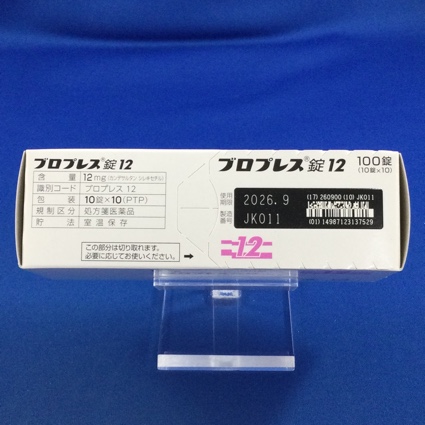 ブロプレス®錠12
含量 12mg (カンデサルタン シレキセチル)
識別コード ブロプレス 12
包装 10錠×10(PTP)
規制区分 処方箋医薬品
貯法 室温保存
この部分は切り取れます。
必要に応じてお使いください。
→
ブロプレス®錠12 100錠
(10錠×10)
使用期限 2026.9
製造番号 JK011
(17) 260900 (10) JK011
(01) 14987123137529
12